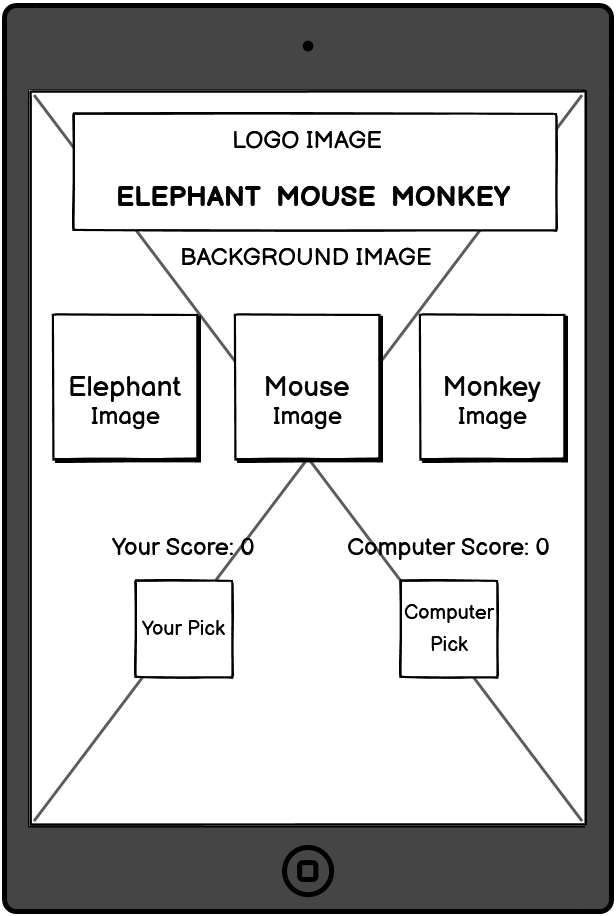 LOGO IMAGE
ELEPHANT MOUSE MONKEY
BACKGROUND IMAGE
Elephant
Image
Mouse
Image
Monkey
Image
Your Score: 0
Computer Score: 0
Your Pick
Computer
Pick